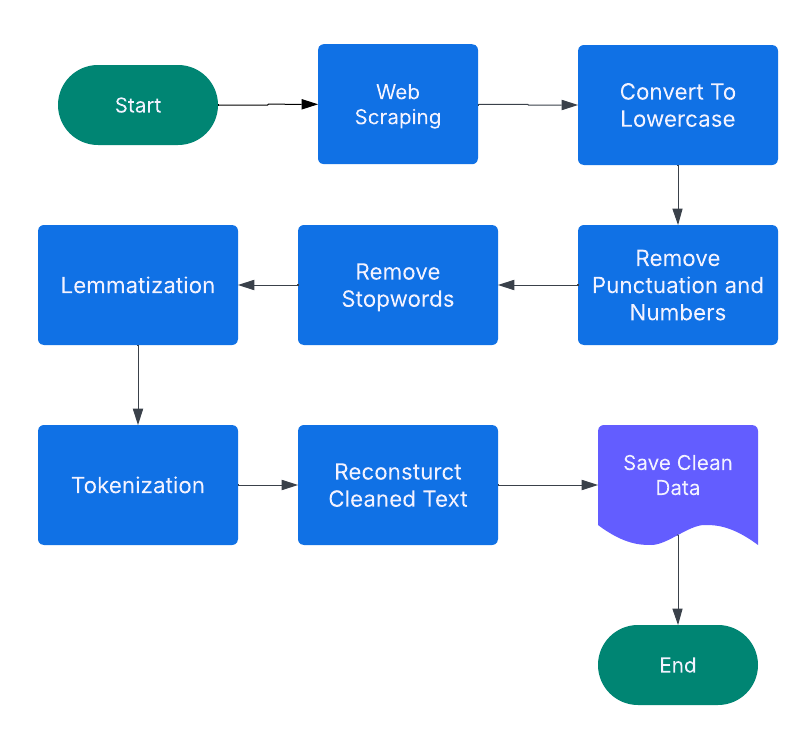 Start
Web
Scraping
Convert To
Lowercase
Remove
Punctuation and
Numbers
Remove
Stopwords
Lemmatization
Tokenization
Reconsturct
Cleaned Text
Save Clean
Data
End